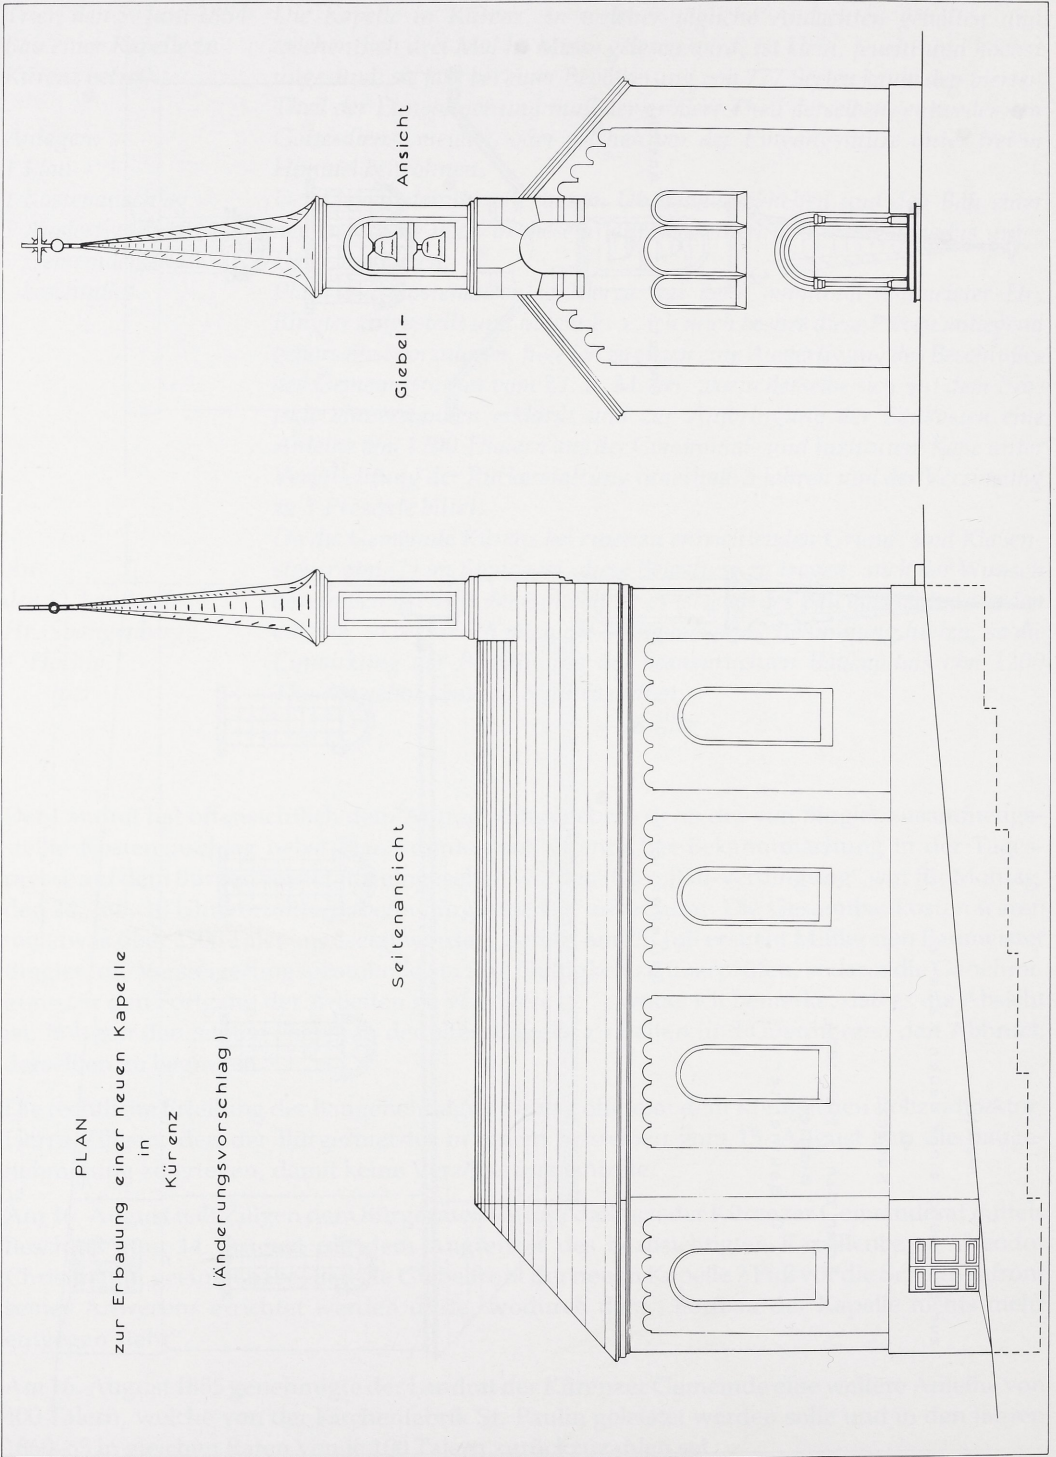 PLAN
zur Erbauung einer neuen Kapelle
in
Kürenz
(Änderungsvorschlag)
Seitenansicht
Giebel- Ansicht